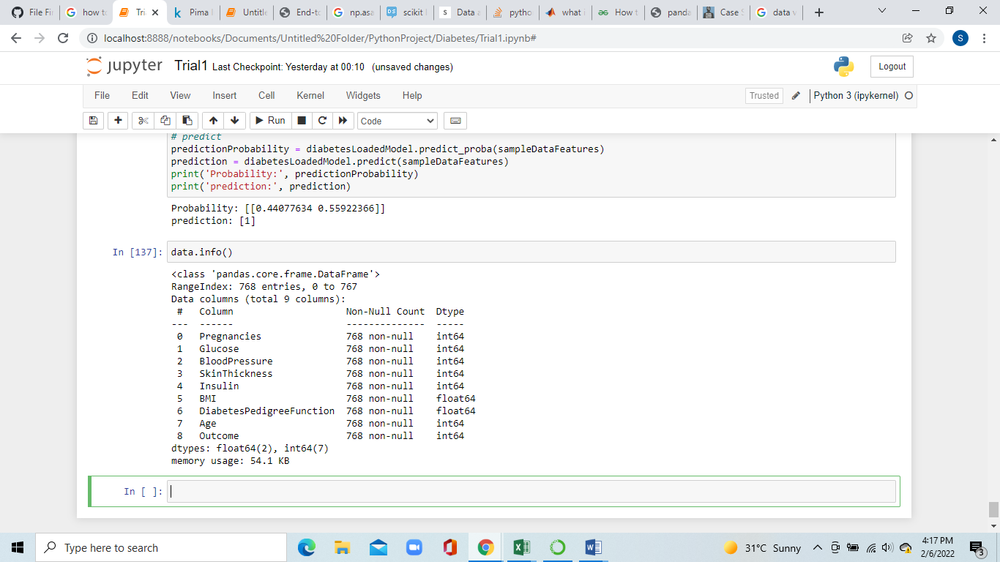 File Fi
how to
Tri
Pima
Untitle
End-to
np.asa
scikit
Data a
pytho
what i
How t
panda
Case S
data v
localhost:8888/notebooks/Documents/Untitled%20Folder/PythonProject/Diabetes/Trial1.ipynb#
S
jupyter Trial1 Last Checkpoint: Yesterday at 00:10 (unsaved changes)
Logout
File Edit View Insert Cell Kernel Widgets Help
Trusted
Python 3 (ipykernel)
Run
Code
# predict
predictionProbability = diabetesLoadedModel.predict_proba(sampleDataFeatures)
prediction = diabetesLoadedModel.predict(sampleDataFeatures)
print('Probability:', predictionProbability)
print('prediction:', prediction)
Probability: [[0.44077634 0.55922366]]
prediction: [1]
In [137]: data.info()
<class 'pandas.core.frame.DataFrame'>
RangeIndex: 768 entries, 0 to 767
Data columns (total 9 columns):
# Column Non-Null Count Dtype
--- ------ -------------- -----
0 Pregnancies 768 non-null int64
1 Glucose 768 non-null int64
2 BloodPressure 768 non-null int64
3 SkinThickness 768 non-null int64
4 Insulin 768 non-null int64
5 BMI 768 non-null float64
6 DiabetesPedigreeFunction 768 non-null float64
7 Age 768 non-null int64
8 Outcome 768 non-null int64
dtypes: float64(2), int64(7)
memory usage: 54.1 KB
In [ ]:
Type here to search
31°C Sunny
4:17 PM
2/6/2022
3